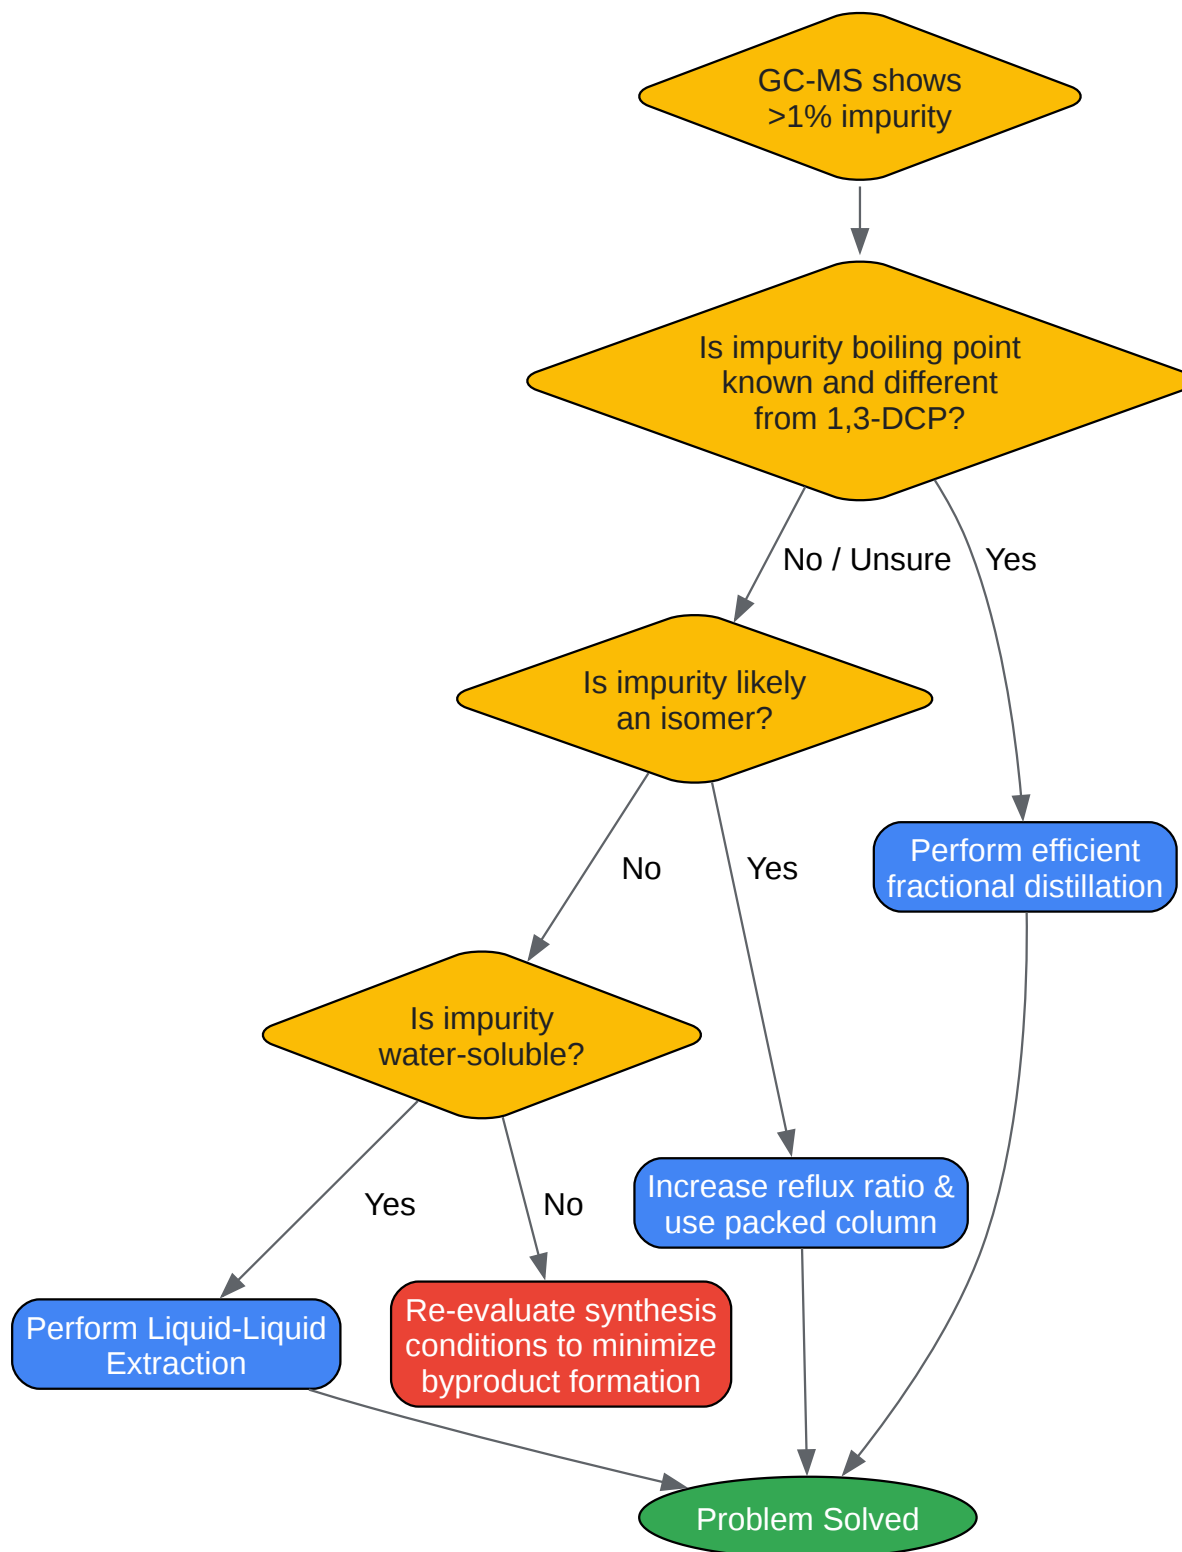 GC-MS shows
>1% impurity
Is impurity boiling point
known and different
from 1,3-DCP?
No / Unsure
Yes
Is impurity likely
an isomer?
No
Yes
Perform efficient
fractional distillation
Is impurity
water-soluble?
Yes
No
Increase reflux ratio &
use packed column
Perform Liquid-Liquid
Extraction
Re-evaluate synthesis
conditions to minimize
byproduct formation
Problem Solved